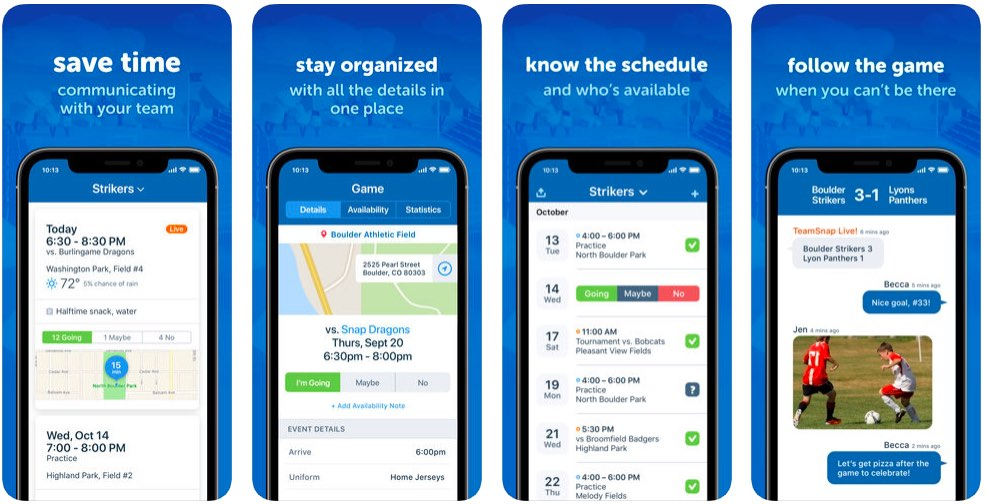 save time
communicating
with your team
10:13
Strikers
Today
Live
6:30 - 8:30 PM
vs. Burlingame Dragons
Washington Park, Field #4
72° 5% chance of rain
Halftime snack, water
12 Going
1 Maybe
4 No
15
min
North Boulder Park
Cedar Ave
Balsam Ave
Balsam Ave
Wed, Oct 14
7:00 - 8:00 PM
Practice
Highland Park, Field #2
stay organized
with all the details in
one place
10:13
Game
Details
Availability
Statistics
Boulder Athletic Field
2525 Pearl Street
Boulder, CO 80303
vs. Snap Dragons
Thurs, Sept 20
6:30pm - 8:00pm
I'm Going
Maybe
No
+ Add Availability Note
EVENT DETAILS
Arrive 6:00pm
Uniform Home Jerseys
know the schedule
and who's available
10:13
Strikers
+
October
13
Tue
4:00 – 6:00 PM
Practice
North Boulder Park
14
Wed
Going
Maybe
No
17
Sat
11:00 AM
Tournament vs. Bobcats
Pleasant View Fields
19
Mon
4:00 – 6:00 PM
Practice
North Boulder Park
?
21
Wed
5:30 PM
vs Broomfield Badgers
Highland Park
22
Thu
4:00 – 6:00 PM
Practice
Melody Fields
follow the game
when you can't be there
10:13
Boulder
Strikers
3-1
Lyons
Panthers
TeamSnap Live! 6 mins ago
Boulder Strikers 3
Lyon Panthers 1
Becca 5 mins ago
Nice goal, #33!
Jen 4 mins ago
Becca 2 mins ago
Let's get pizza after the
game to celebrate!